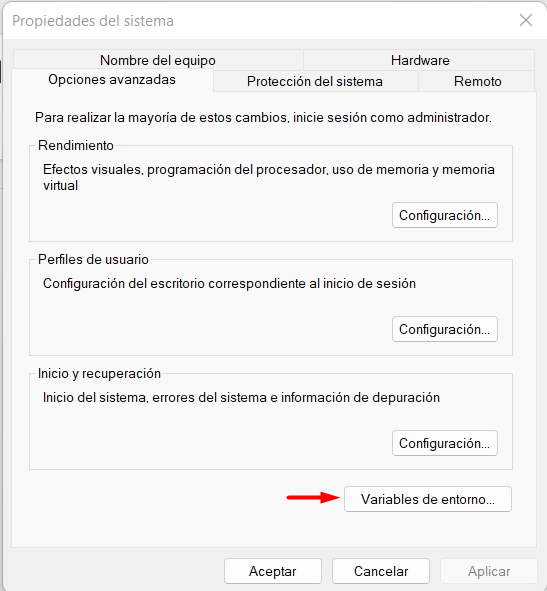 Propiedades del sistema
Nombre del equipo
Hardware
Opciones avanzadas
Protección del sistema
Remoto
Para realizar la mayoría de estos cambios, inicie sesión como administrador.
Rendimiento
Efectos visuales, programación del procesador, uso de memoria y memoria
virtual
Configuración...
Perfiles de usuario
Configuración del escritorio correspondiente al inicio de sesión
Configuración...
Inicio y recuperación
Inicio del sistema, errores del sistema e información de depuración
Configuración...
Variables de entorno...
Aceptar
Cancelar
Aplicar